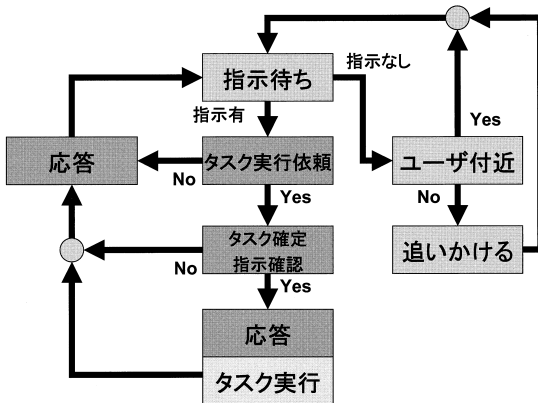 指示待ち
指示なし
指示有
Yes
応答
タスク実行依頼
ユーザ付近
No
Yes
No
タスク確定
指示確認
追いかける
No
Yes
応答
タスク実行